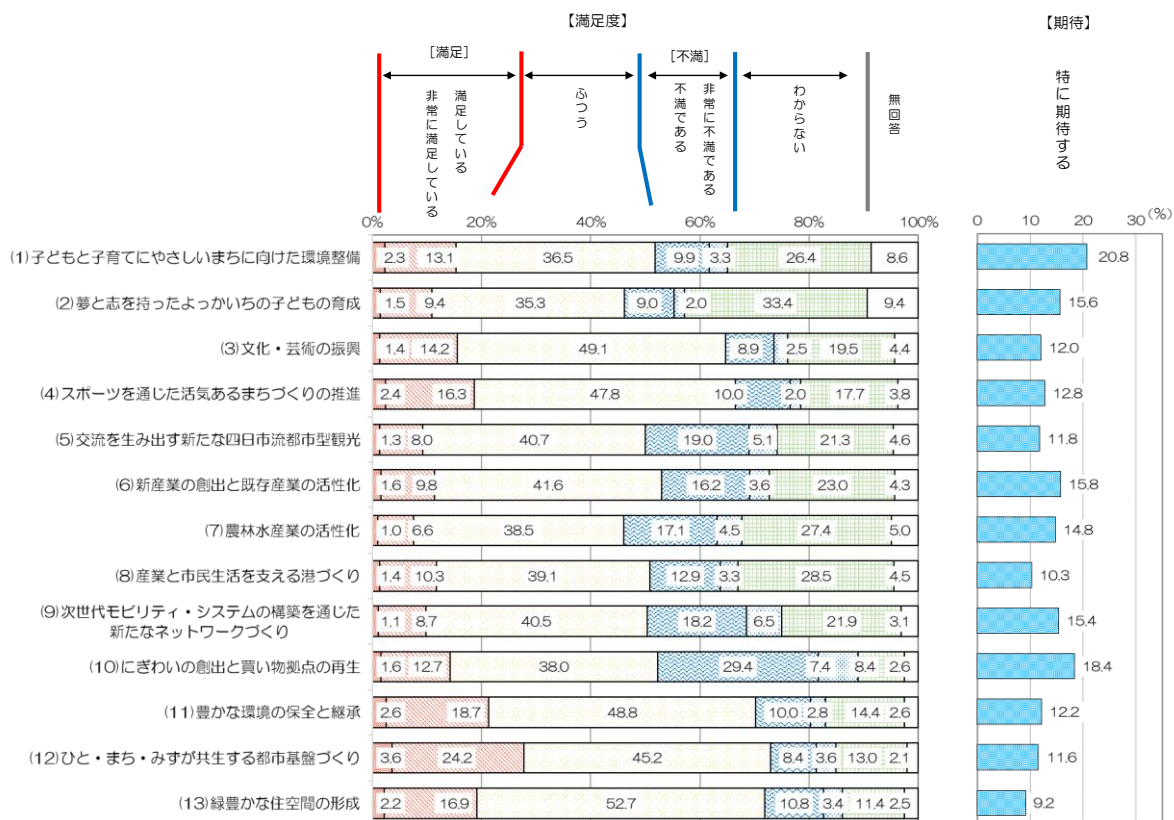 【満足度】
【期待】
[満足]
[不満]
非常に満足している
満足している
ふつう
不満である
非常に不満である
わからない
無回答
特に期待する
0% 20% 40% 60% 80% 100%
0 10 20 30 (%)
(1)子どもと子育てにやさしいまちに向けた環境整備 2.3 13.1 36.5 9.9 3.3 26.4 8.6 20.8
(2)夢と志を持ったよっかいちの子どもの育成 1.5 9.4 35.3 9.0 2.0 33.4 9.4 15.6
(3)文化・芸術の振興 1.4 14.2 49.1 8.9 2.5 19.5 4.4 12.0
(4)スポーツを通じた活気あるまちづくりの推進 2.4 16.3 47.8 10.0 2.0 17.7 3.8 12.8
(5)交流を生み出す新たな四日市流都市型観光 1.3 8.0 40.7 19.0 5.1 21.3 4.6 11.8
(6)新産業の創出と既存産業の活性化 1.6 9.8 41.6 16.2 3.6 23.0 4.3 15.8
(7)農林水産業の活性化 1.0 6.6 38.5 17.1 4.5 27.4 5.0 14.8
(8)産業と市民生活を支える港づくり 1.4 10.3 39.1 12.9 3.3 28.5 4.5 10.3
(9)次世代モビリティ・システムの構築を通じた
新たなネットワークづくり 1.1 8.7 40.5 18.2 6.5 21.9 3.1 15.4
(10)にぎわいの創出と買い物拠点の再生 1.6 12.7 38.0 29.4 7.4 8.4 2.6 18.4
(11)豊かな環境の保全と継承 2.6 18.7 48.8 10.0 2.8 14.4 2.6 12.2
(12)ひと・まち・みずが共生する都市基盤づくり 3.6 24.2 45.2 8.4 3.6 13.0 2.1 11.6
(13)緑豊かな住空間の形成 2.2 16.9 52.7 10.8 3.4 11.4 2.5 9.2